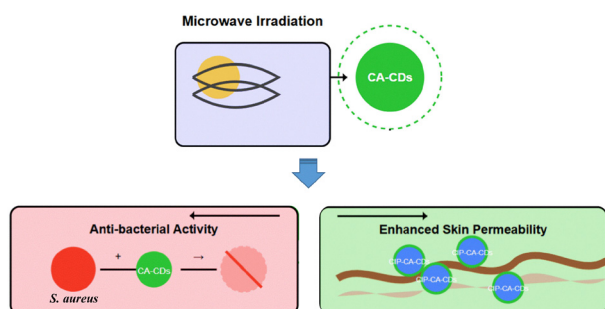 Microwave Irradiation
CA-CDs
Anti-bacterial Activity
+
CA-CDs
→
S. aureus
Enhanced Skin Permeability
CIP-CA-CDs
CIP-CA-CDs
CIP-CA-CDs
CIP-CA-CDs